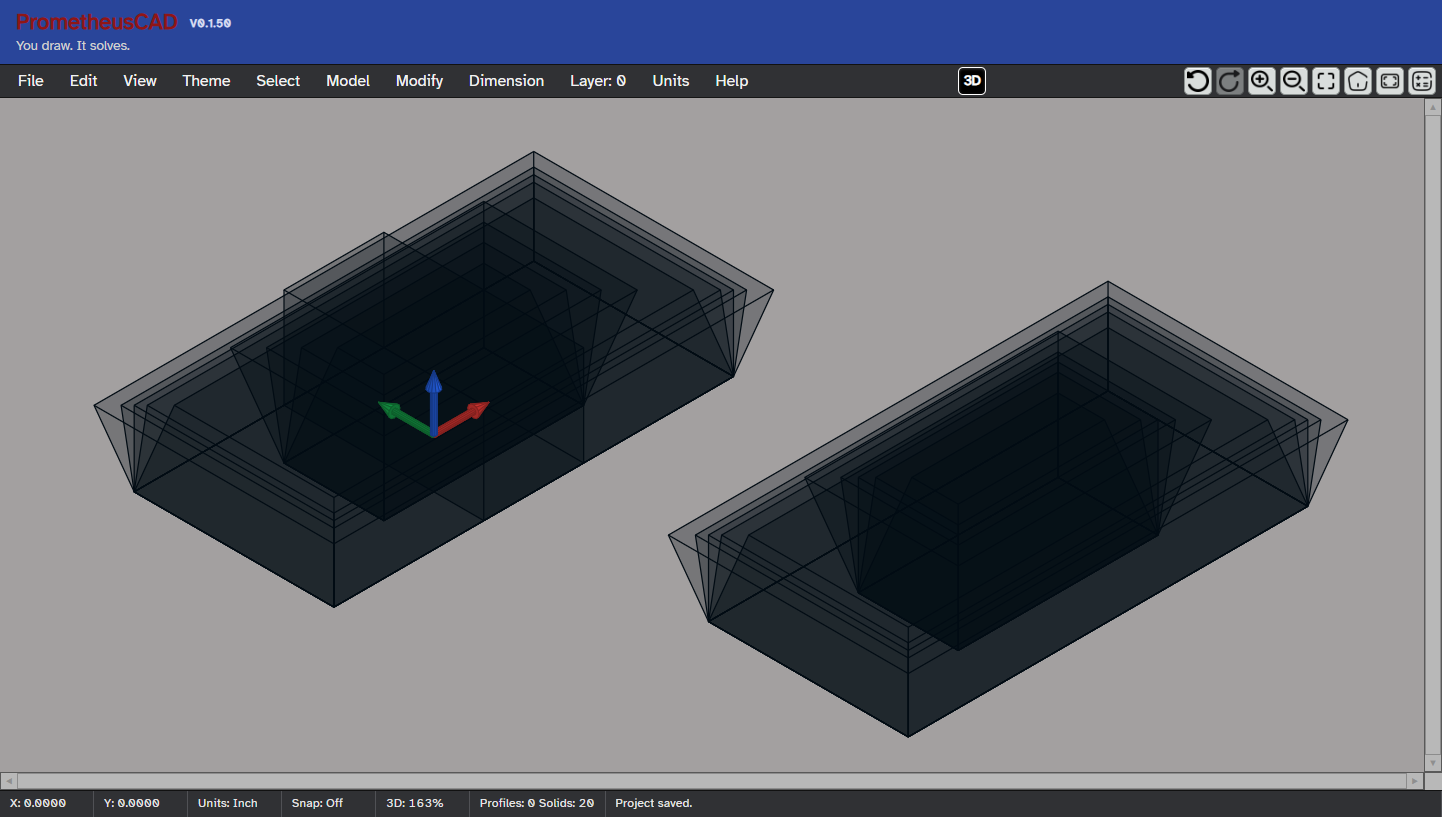 PrometheusCAD V0.1.50
You draw. It solves.
File Edit View Theme Select Model Modify Dimension Layer: 0 Units Help 3D
X: 0.0000 Y: 0.0000 Units: Inch Snap: Off 3D: 163% Profiles: 0 Solids: 20 Project saved.